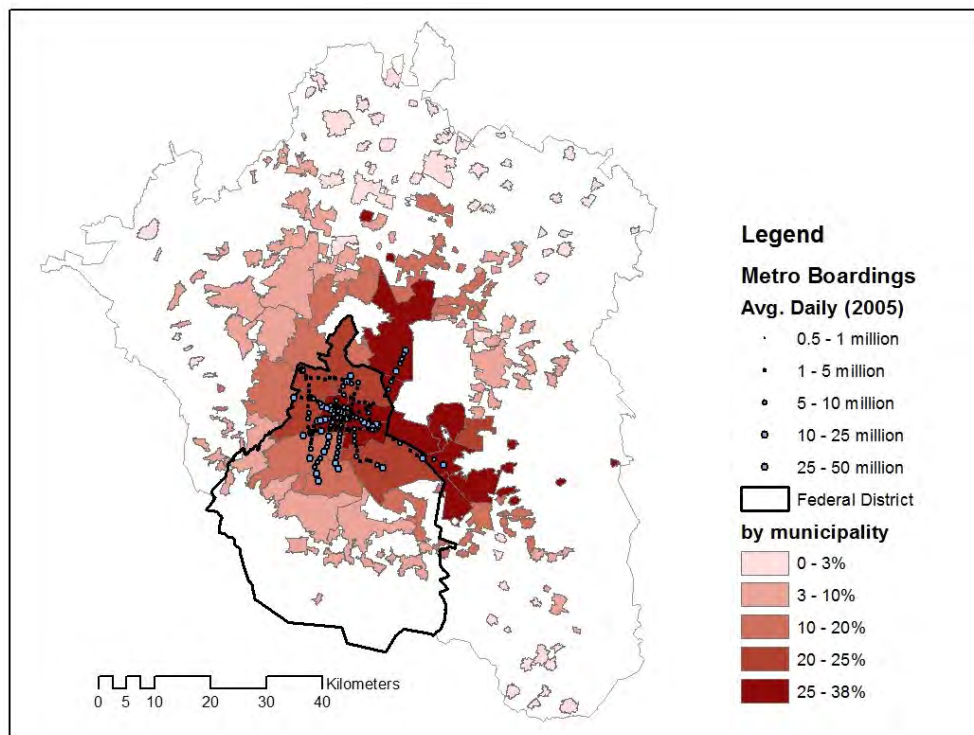 Legend
Metro Boardings
Avg. Daily (2005)
0.5 - 1 million
1 - 5 million
5 - 10 million
10 - 25 million
25 - 50 million
Federal District
by municipality
0 - 3%
3 - 10%
10 - 20%
20 - 25%
25 - 38%
Kilometers
0 5 10 20 30 40